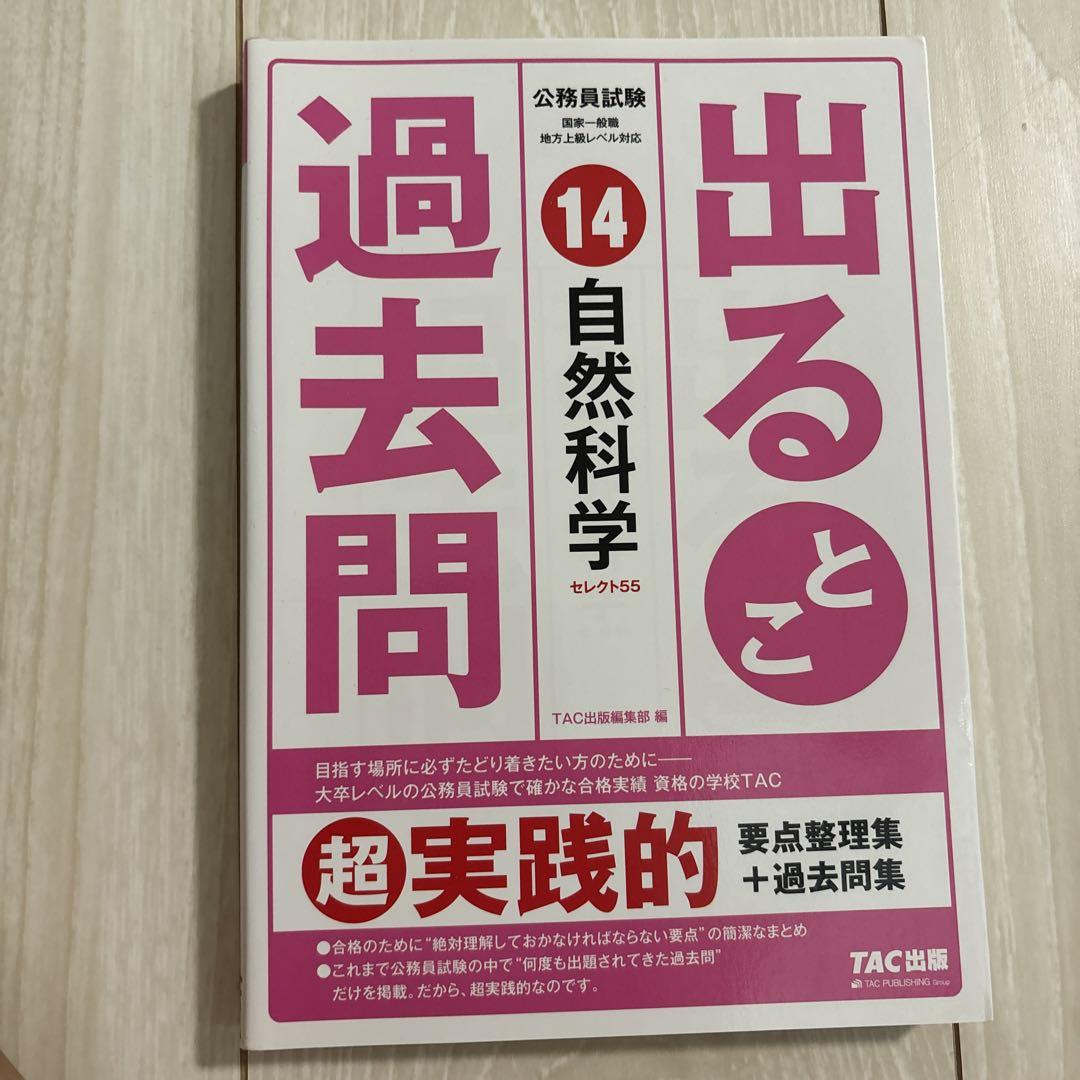 出るとこ
過去問
公務員試験
国家一般職
地方上級レベル対応
14
自然科学
セレクト55
TAC出版編集部 編
目指す場所に必ずたどり着きたい方のために――
大卒レベルの公務員試験で確かな合格実績 資格の学校TAC
超実践的
要点整理集
＋過去問集
●合格のために“絶対理解しておかなければならない要点”の簡潔なまとめ
●これまで公務員試験の中で“何度も出題されてきた過去問”
だけを掲載。だから、超実践的なのです。
TAC出版
TAC PUBLISHING Group